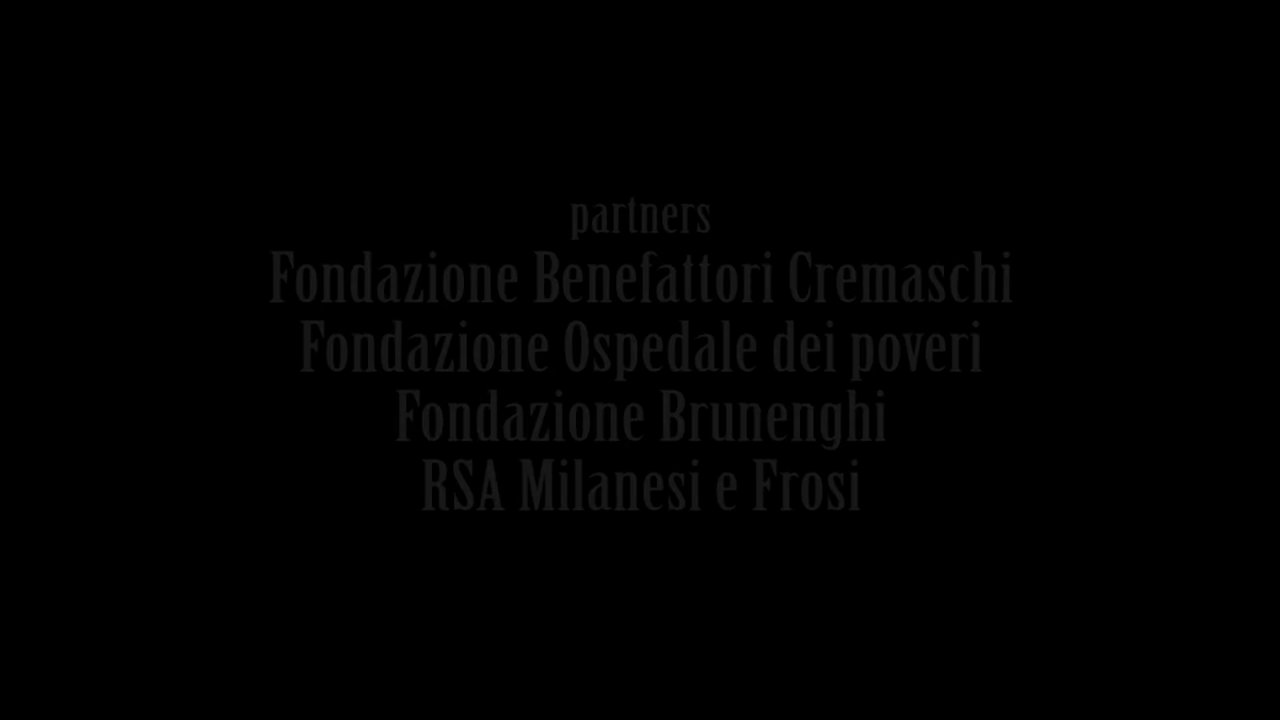 partners
Fondazione Benefattori Cremaschi
Fondazione Ospedale dei poveri
Fondazione Brunenghi
RSA Milanesi e Frosi